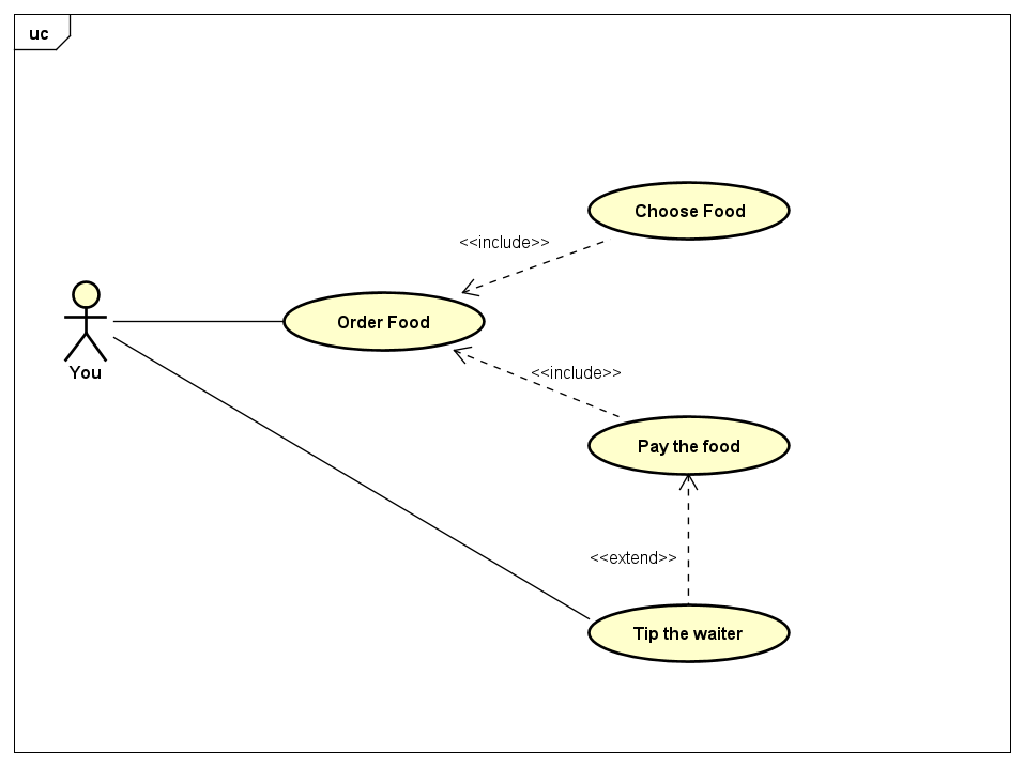 uc
Choose Food
<<include>>
Order Food
You
<<include>>
Pay the food
<<extend>>
Tip the waiter